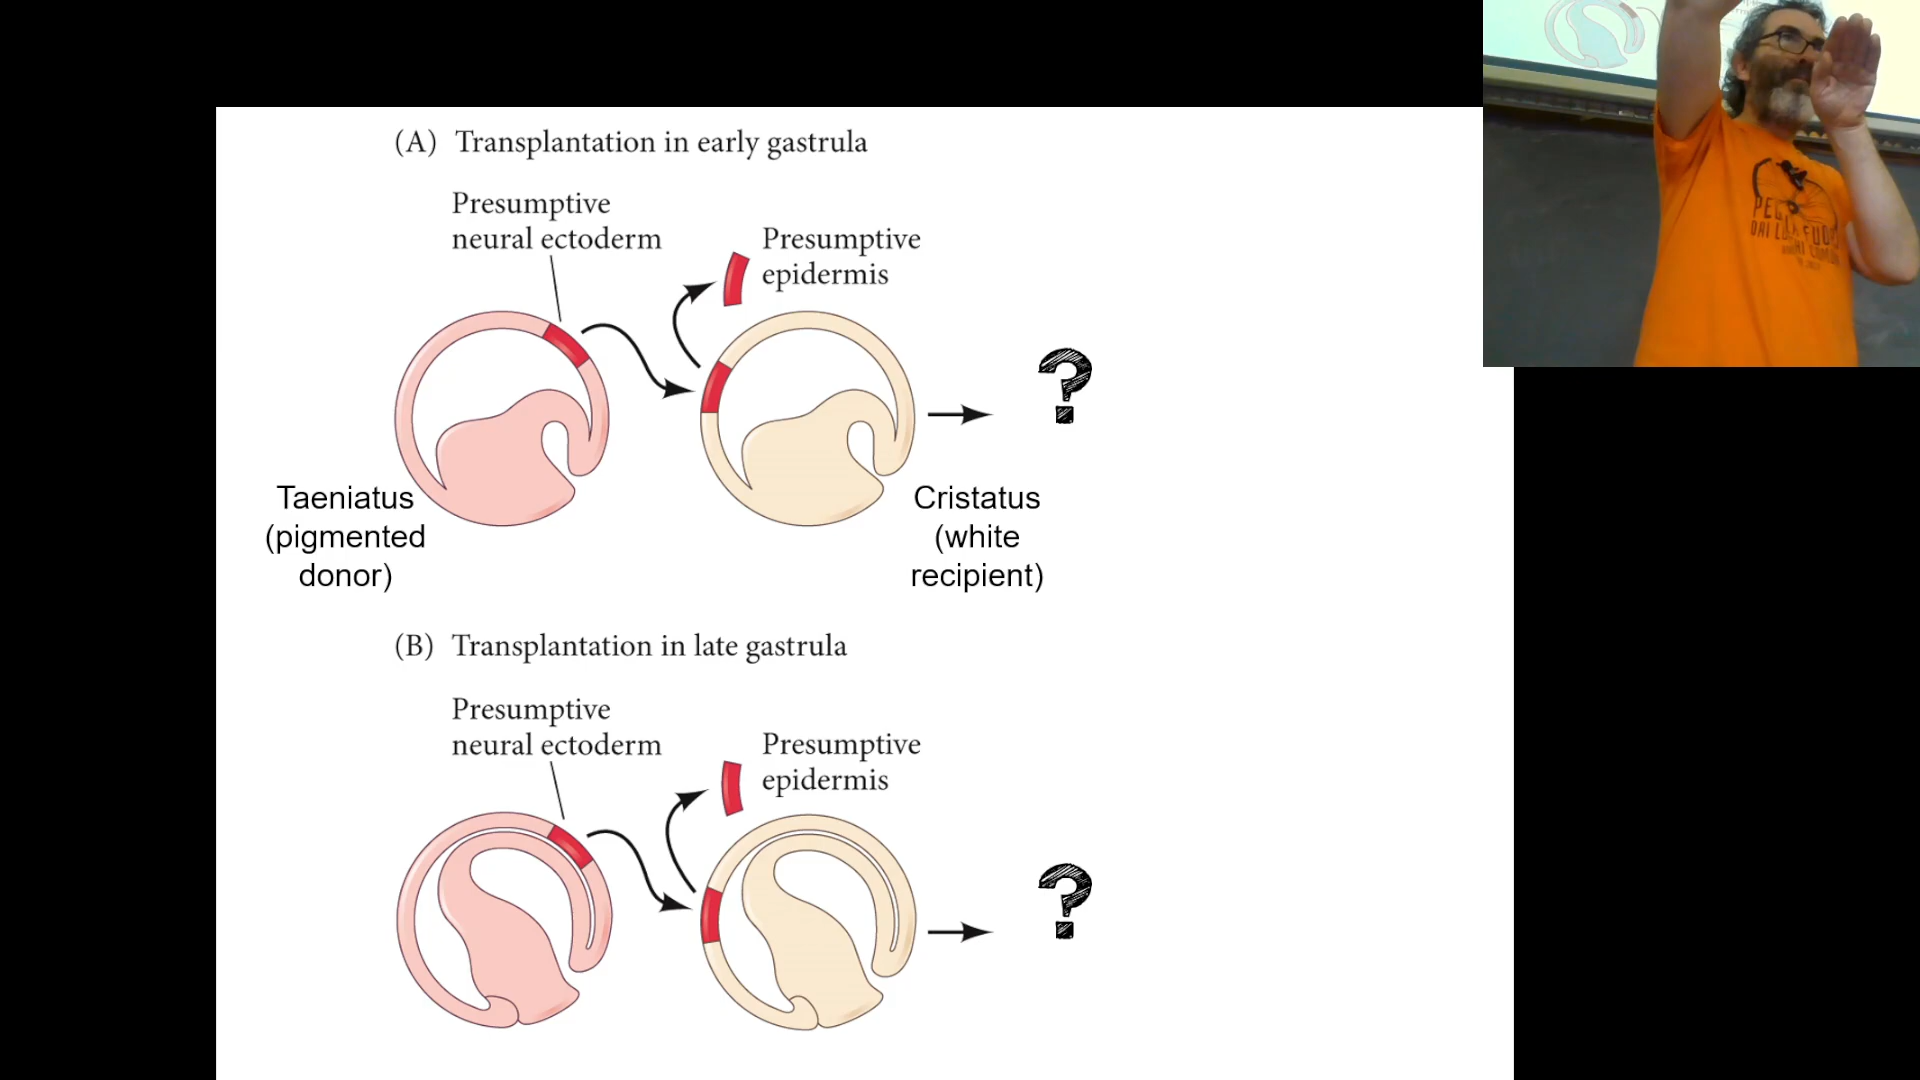 (A) Transplantation in early gastrula
Presumptive
neural ectoderm
Presumptive
epidermis
?
Taeniatus
(pigmented
donor)
Cristatus
(white
recipient)
(B) Transplantation in late gastrula
Presumptive
neural ectoderm
Presumptive
epidermis
?